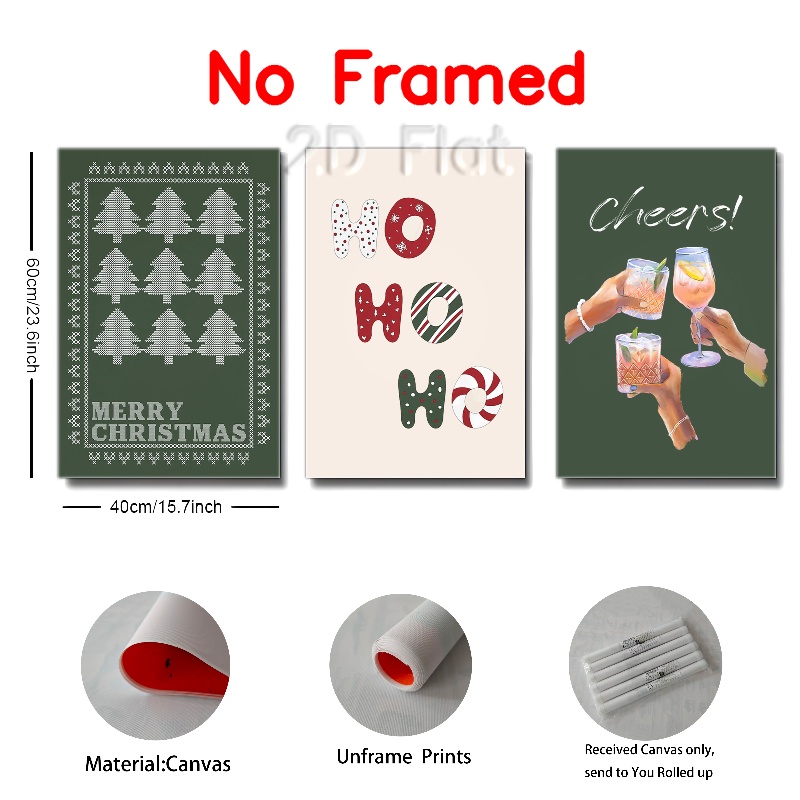 No Framed
2.D Flat.
60cm/23.6inch
MERRY
CHRISTMAS
HO
HO
HO
Cheers!
40cm/15.7inch
Material:Canvas
Unframe Prints
Received Canvas only,
send to You Rolled up